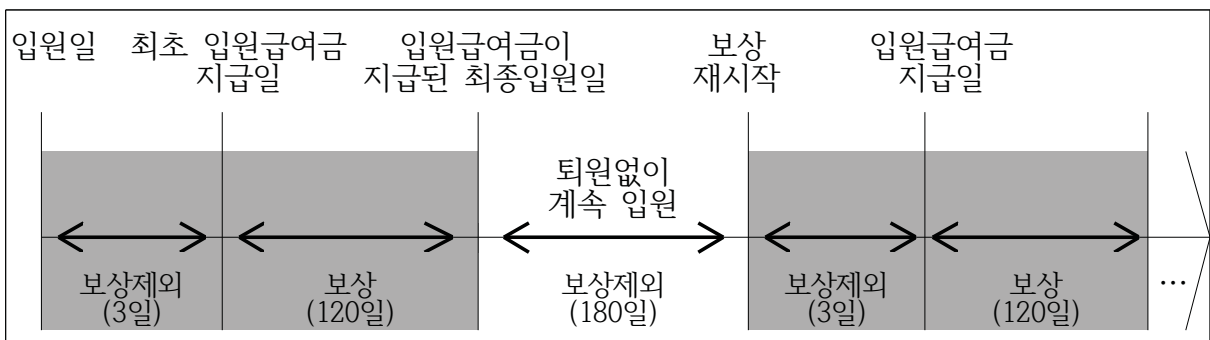 입원일
최초 입원급여금
지급일
입원급여금이
지급된 최종입원일
보상
재시작
입원급여금
지급일
퇴원없이
계속 입원
보상제외
(3일)
보상
(120일)
보상제외
(180일)
보상제외
(3일)
보상
(120일)
…